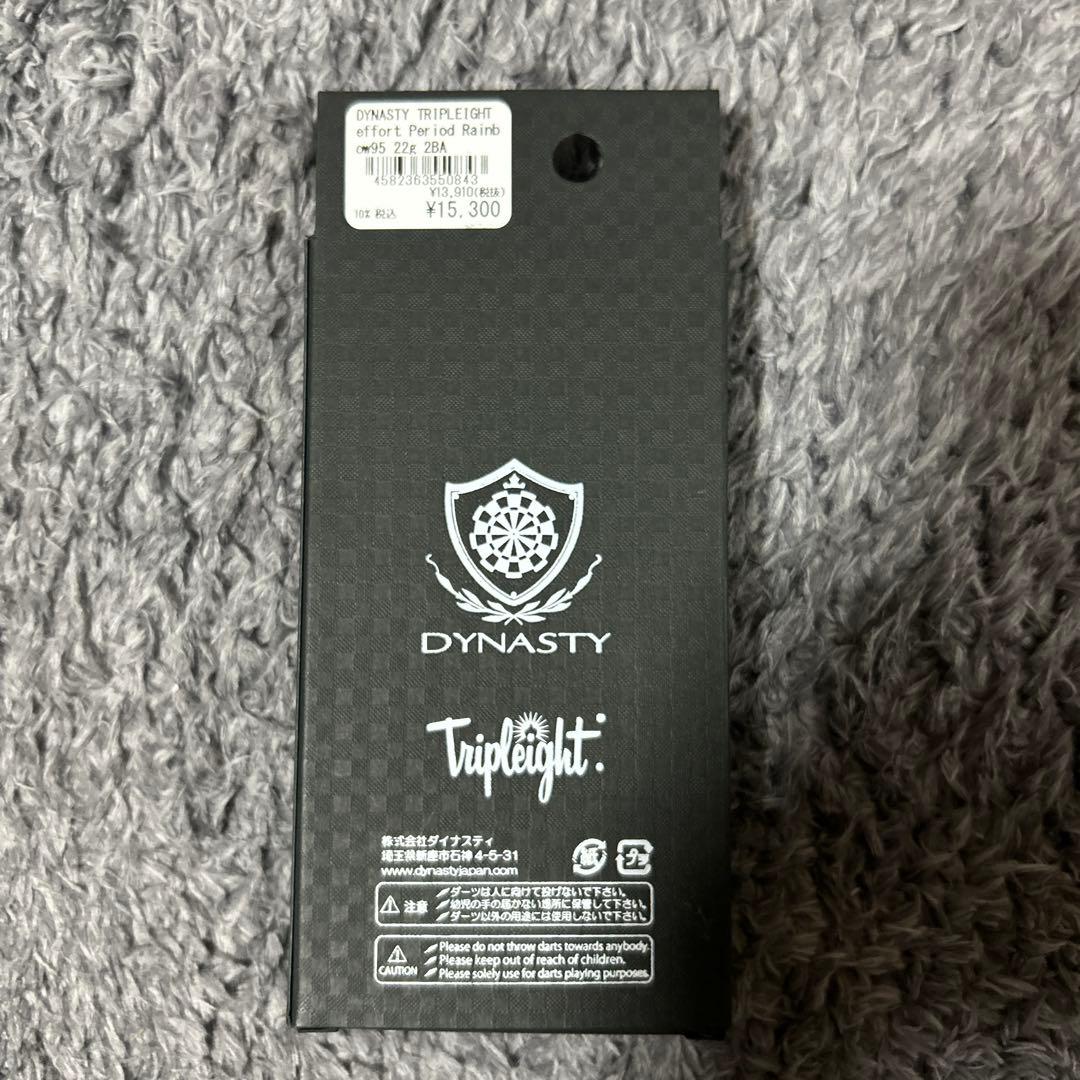 DYNASTY TRIPLEIGHT
effort Period Rainb
ow95 22g 2BA
4582363550843
¥13,910(税抜)
10% 税込 ¥15,300
DYNASTY
Tripleight
株式会社ダイナスティ
埼玉県新座市石神4-5-31
www.dynastyjapan.com
紙
プラ
注意
ダーツは人に向けて投げないで下さい。
幼児の手の届かない場所に保管して下さい。
ダーツ以外の用途には使用しないで下さい。
CAUTION
Please do not throw darts towards anybody.
Please keep out of reach of children.
Please solely use for darts playing purposes.